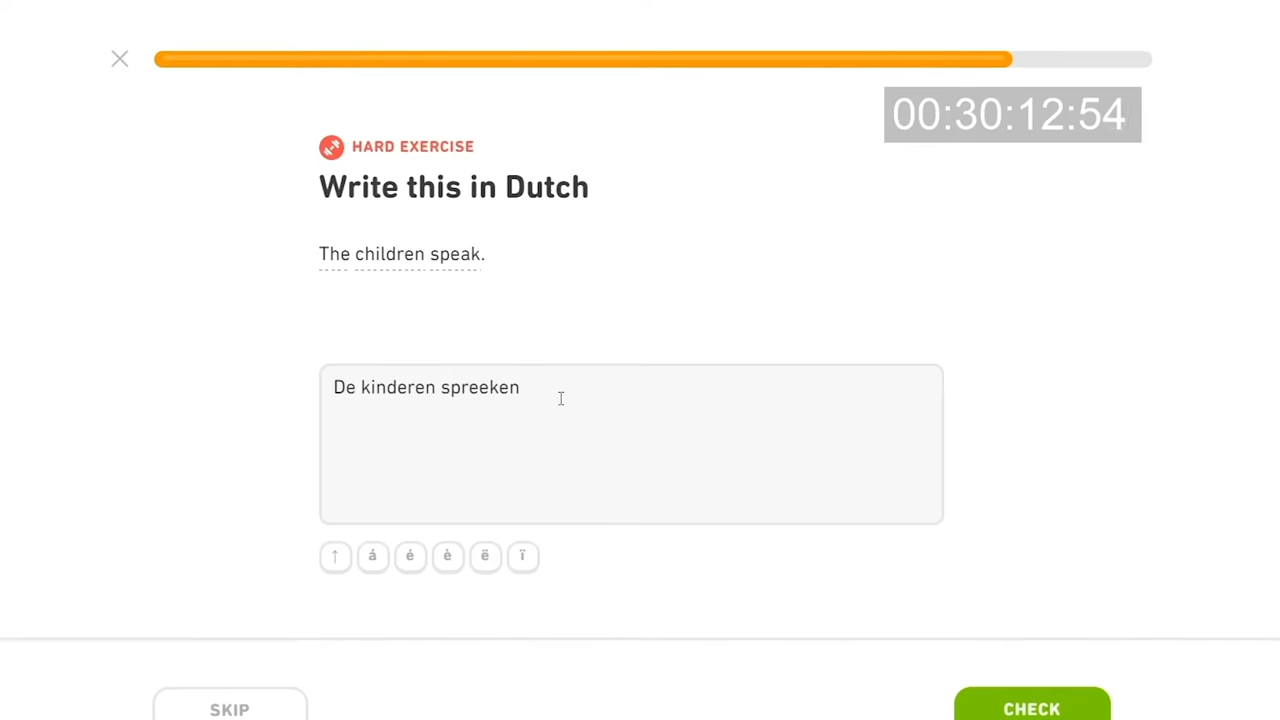 00:30:12:54
HARD EXERCISE
Write this in Dutch
The children speak.
De kinderen spreeken
↑ á é è ë ï
SKIP
CHECK